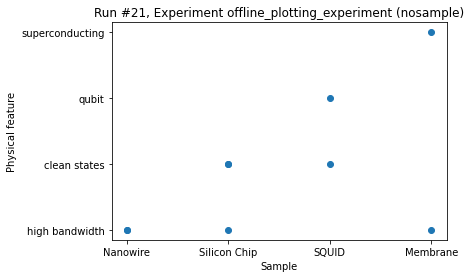 Run #21, Experiment offline_plotting_experiment (nosample)
superconducting
qubit
clean states
high bandwidth
Physical feature
Nanowire Silicon Chip SQUID Membrane
Sample